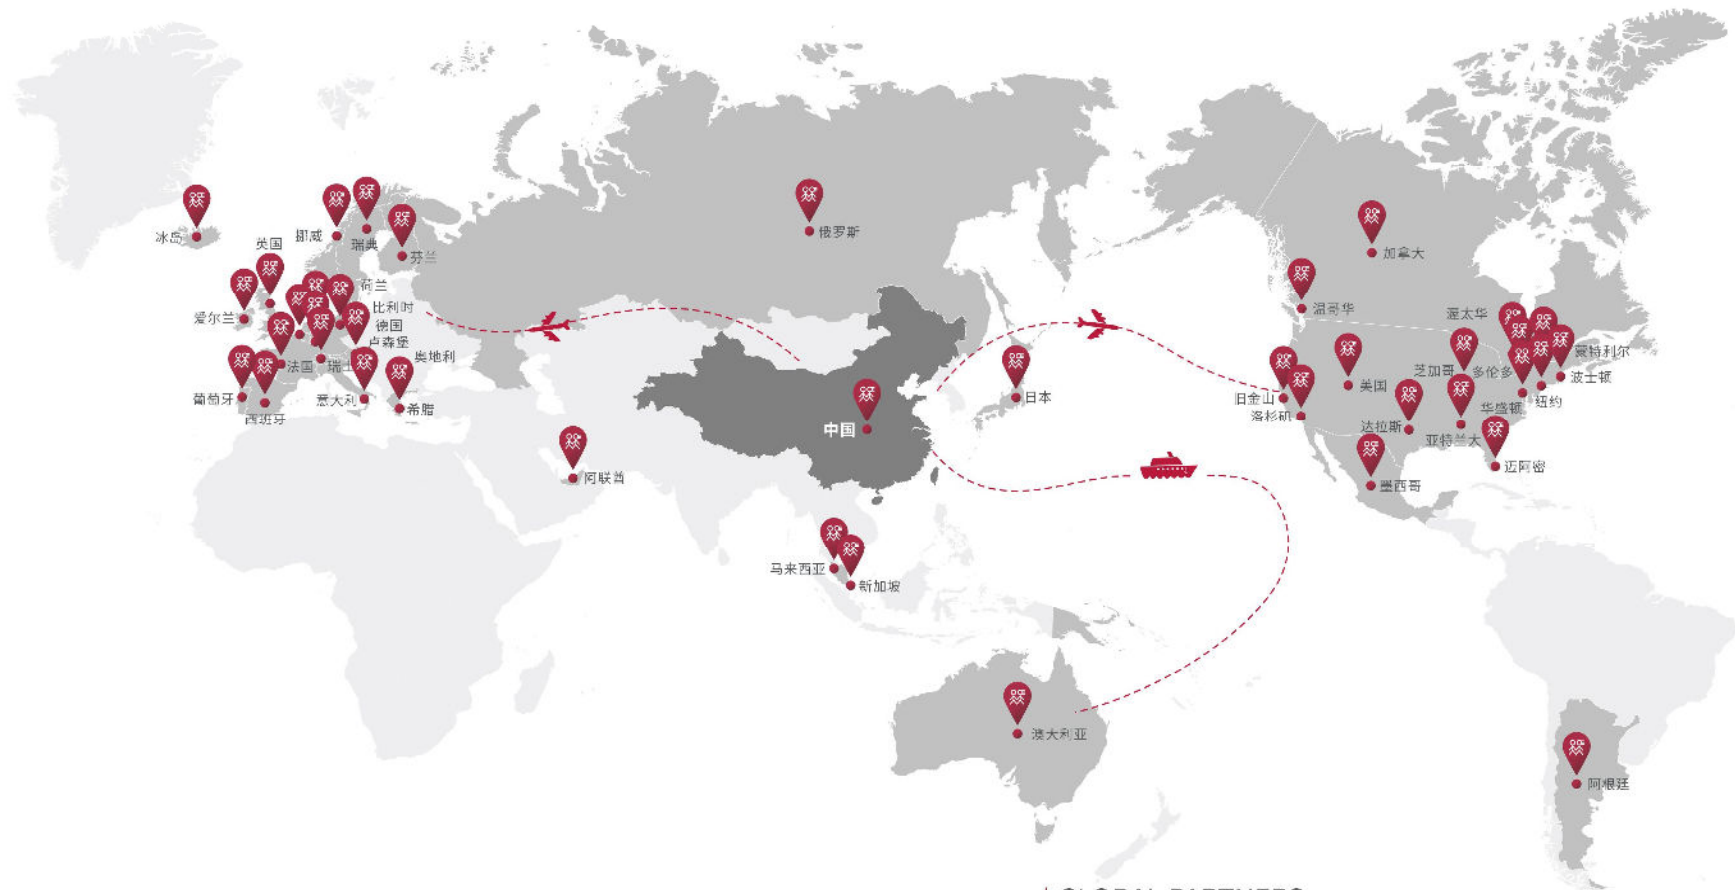 冰岛
英国
挪威
瑞典
芬兰
俄罗斯
加拿大
爱尔兰
荷兰
比利时
德国
卢森堡
奥地利
法国
瑞士
葡萄牙
西班牙
意大利
希腊
阿联酋
中国
日本
马来西亚
新加坡
澳大利亚
温哥华
渥太华
蒙特利尔
旧金山
洛杉矶
美国
芝加哥
多伦多
波士顿
纽约
华盛顿
达拉斯
亚特兰大
迈阿密
墨西哥
阿根廷
GLOBAL PARTNERS